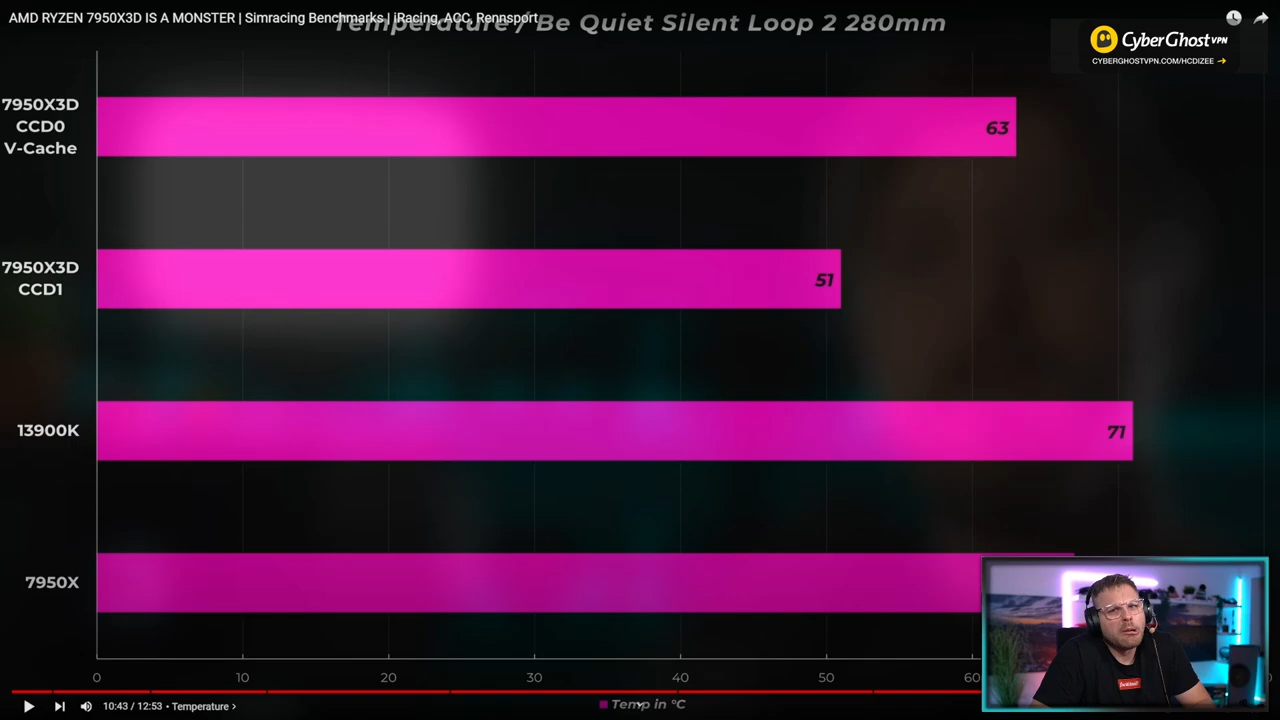 AMD RYZEN 7950X3D IS A MONSTER | Simracing Benchmarks | iRacing, ACC, Rennsport
Temperature / Be Quiet Silent Loop 2 280mm
CyberGhost VPN
CYBERGHOSTVPN.COM/HCDIZEE
7950X3D
CCD0
V-Cache
63
7950X3D
CCD1
51
13900K
71
7950X
0 10 20 30 40 50 60
Temp in °C
10:43 / 12:53 • Temperature